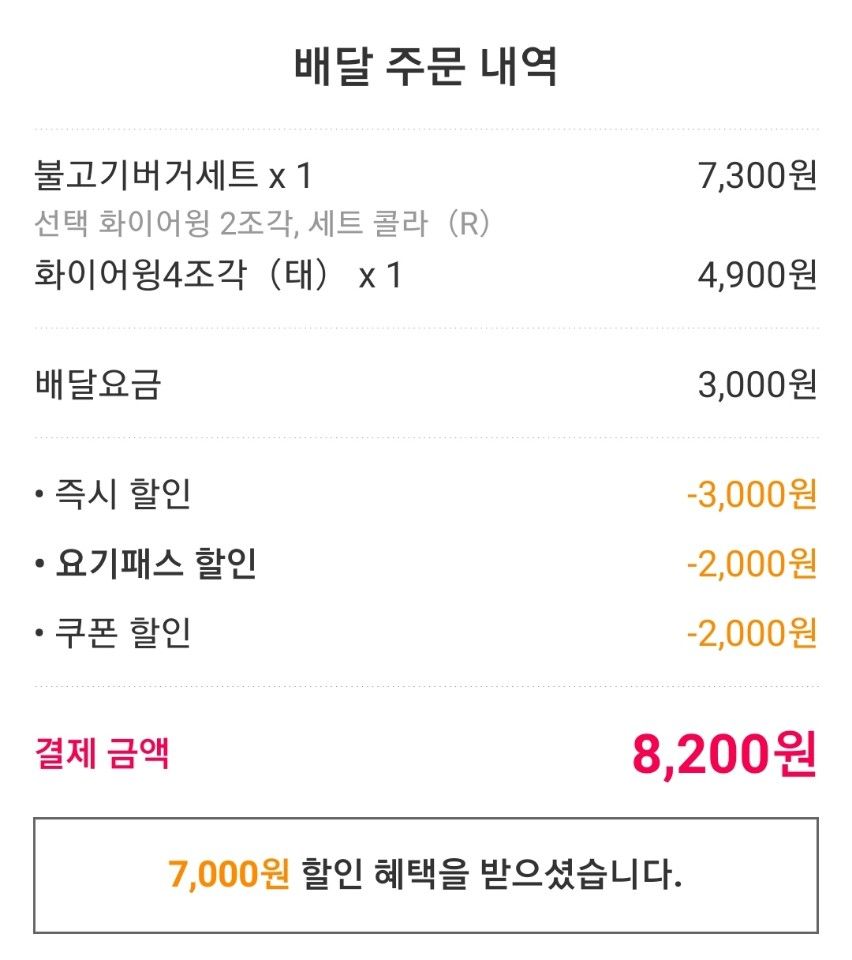 배달 주문 내역
불고기버거세트 x 1 7,300원
선택 화이어윙 2조각, 세트 콜라 (R)
화이어윙4조각 (태) x 1 4,900원
배달요금 3,000원
• 즉시 할인 -3,000원
• 요기패스 할인 -2,000원
• 쿠폰 할인 -2,000원
결제 금액 8,200원
7,000원 할인 혜택을 받으셨습니다.